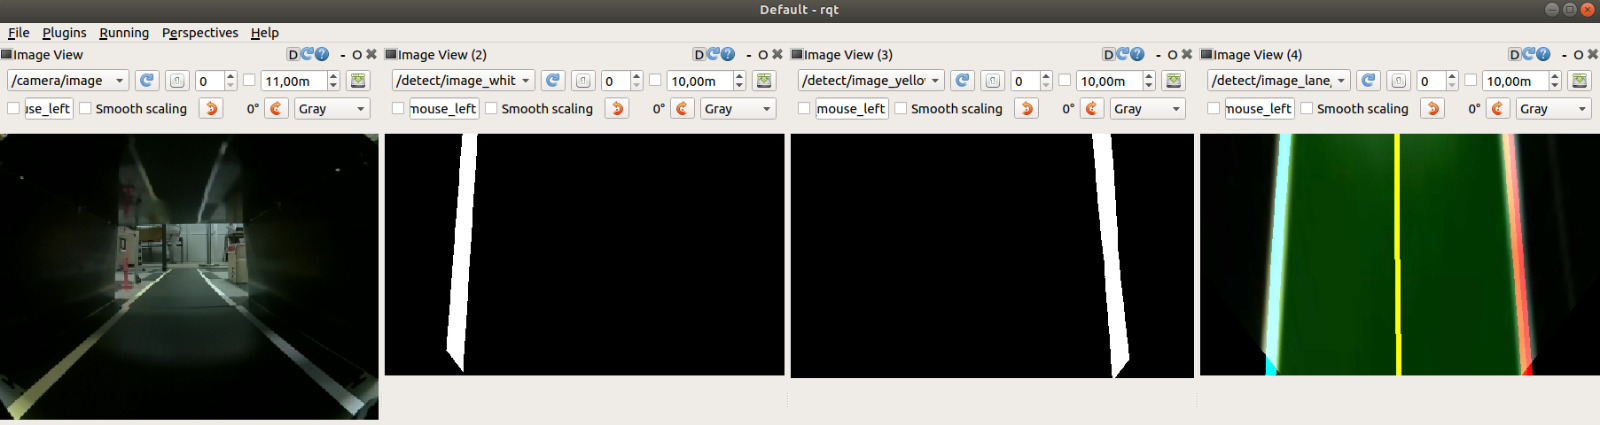 Default - rqt
File Plugins Running Perspectives Help
Image View D ? - O
/camera/image 0 11,00m
use_left Smooth scaling 0° Gray
Image View (2) D ? - O
/detect/image_whit 0 10,00m
mouse_left Smooth scaling 0° Gray
Image View (3) D ? - O
/detect/image_yello 0 10,00m
mouse_left Smooth scaling 0° Gray
Image View (4) D ? - O
/detect/image_lane_ 0 10,00m
mouse_left Smooth scaling 0° Gray